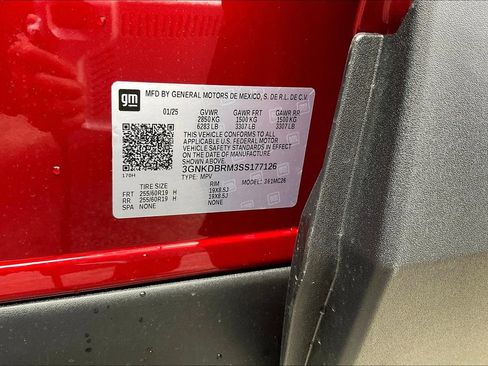 gm
MFD BY GENERAL MOTORS DE MEXICO, S. DE R.L. DE C.V.
01/25 GVWR GAWR FRT GAWR RR
2850 KG 1500 KG 1500 KG
6283 LB 3307 LB 3307 LB
THIS VEHICLE CONFORMS TO ALL
APPLICABLE U.S. FEDERAL MOTOR
VEHICLE SAFETY STANDARDS IN EFFECT
ON THE DATE OF MANUFACTURE
SHOWN ABOVE.
3GNKDBRM3SS177126
170H
TYPE: MPV
MODEL: 361MC26
TIRE SIZE RIM
FRT 255/60R19 H 19X8.5J
RR 255/60R19 H 19X8.5J
SPA NONE NONE